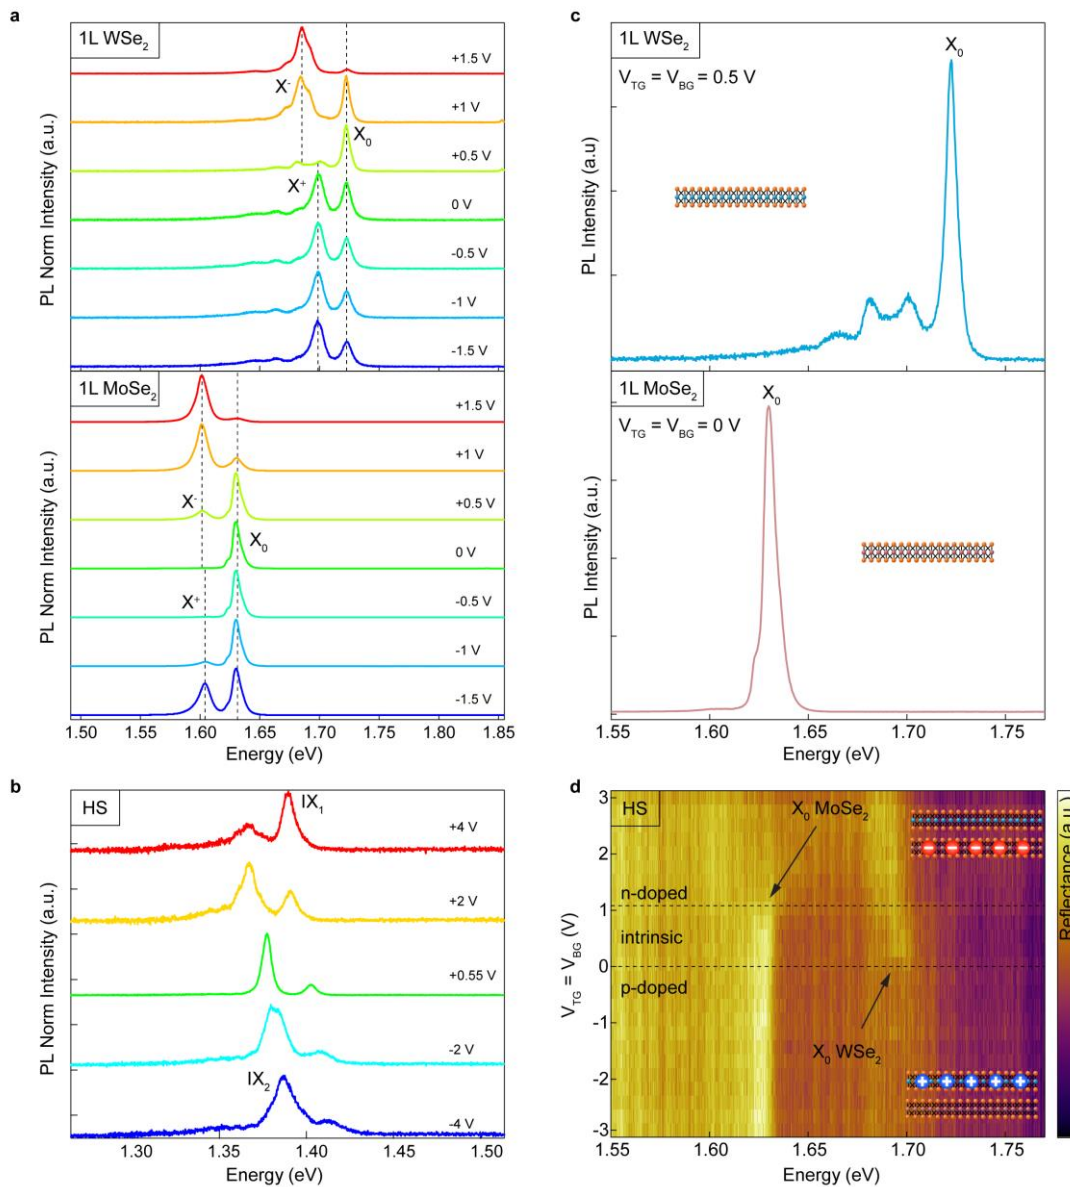 a
1L WSe2
+1.5 V
X-
+1 V
X0
+0.5 V
X+
0 V
-0.5 V
-1 V
-1.5 V
PL Norm Intensity (a.u.)
1L MoSe2
+1.5 V
+1 V
X-
+0.5 V
X0
0 V
X+
-0.5 V
-1 V
-1.5 V
PL Norm Intensity (a.u.)
1.50 1.55 1.60 1.65 1.70 1.75 1.80 1.85
Energy (eV)
c
1L WSe2
X0
VTG = VBG = 0.5 V
PL Intensity (a.u)
1L MoSe2
X0
VTG = VBG = 0 V
PL Intensity (a.u.)
1.60 1.65 1.70 1.75
Energy (eV)
b
HS
IX1
+4 V
+2 V
+0.55 V
-2 V
IX2
-4 V
PL Norm Intensity (a.u.)
1.30 1.35 1.40 1.45 1.50
Energy (eV)
d
HS
X0 MoSe2
n-doped
intrinsic
p-doped
X0 WSe2
VTG = VBG (V)
3
2
1
0
-1
-2
-3
1.55 1.60 1.65 1.70 1.75
Energy (eV)
Reflectance (a.u.)